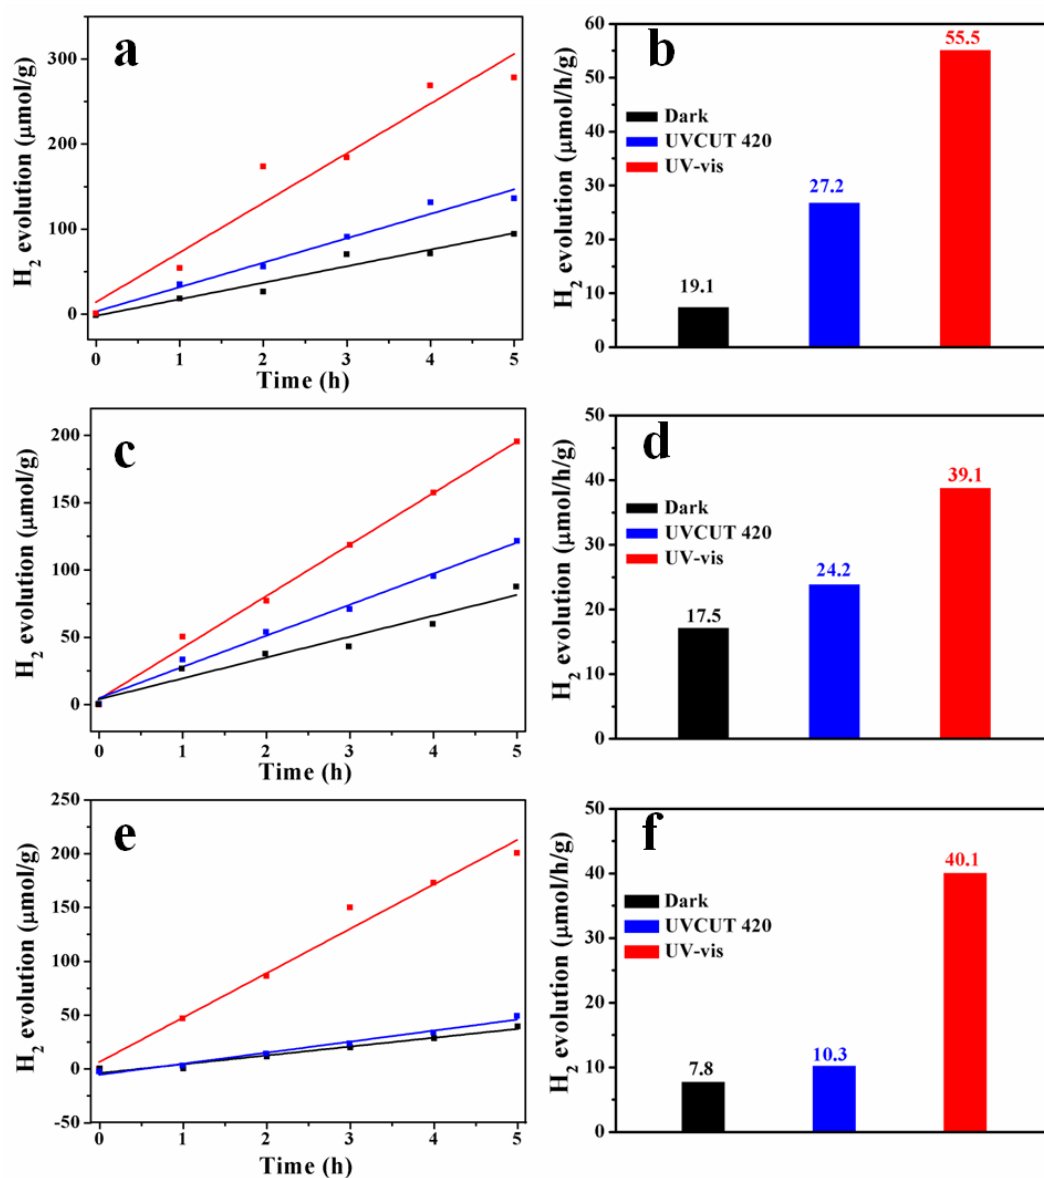 a
H2 evolution (μmol/g)
300
200
100
0
0 1 2 3 4 5
Time (h)
b
H2 evolution (μmol/h/g)
60
50
40
30
20
10
0
Dark
UVCUT 420
UV-vis
19.1
27.2
55.5
c
H2 evolution (μmol/g)
200
150
100
50
0
0 1 2 3 4 5
Time (h)
d
H2 evolution (μmol/h/g)
50
40
30
20
10
0
Dark
UVCUT 420
UV-vis
17.5
24.2
39.1
e
H2 evolution (μmol/g)
250
200
150
100
50
0
-50
0 1 2 3 4 5
Time (h)
f
H2 evolution (μmol/h/g)
50
40
30
20
10
0
Dark
UVCUT 420
UV-vis
7.8
10.3
40.1